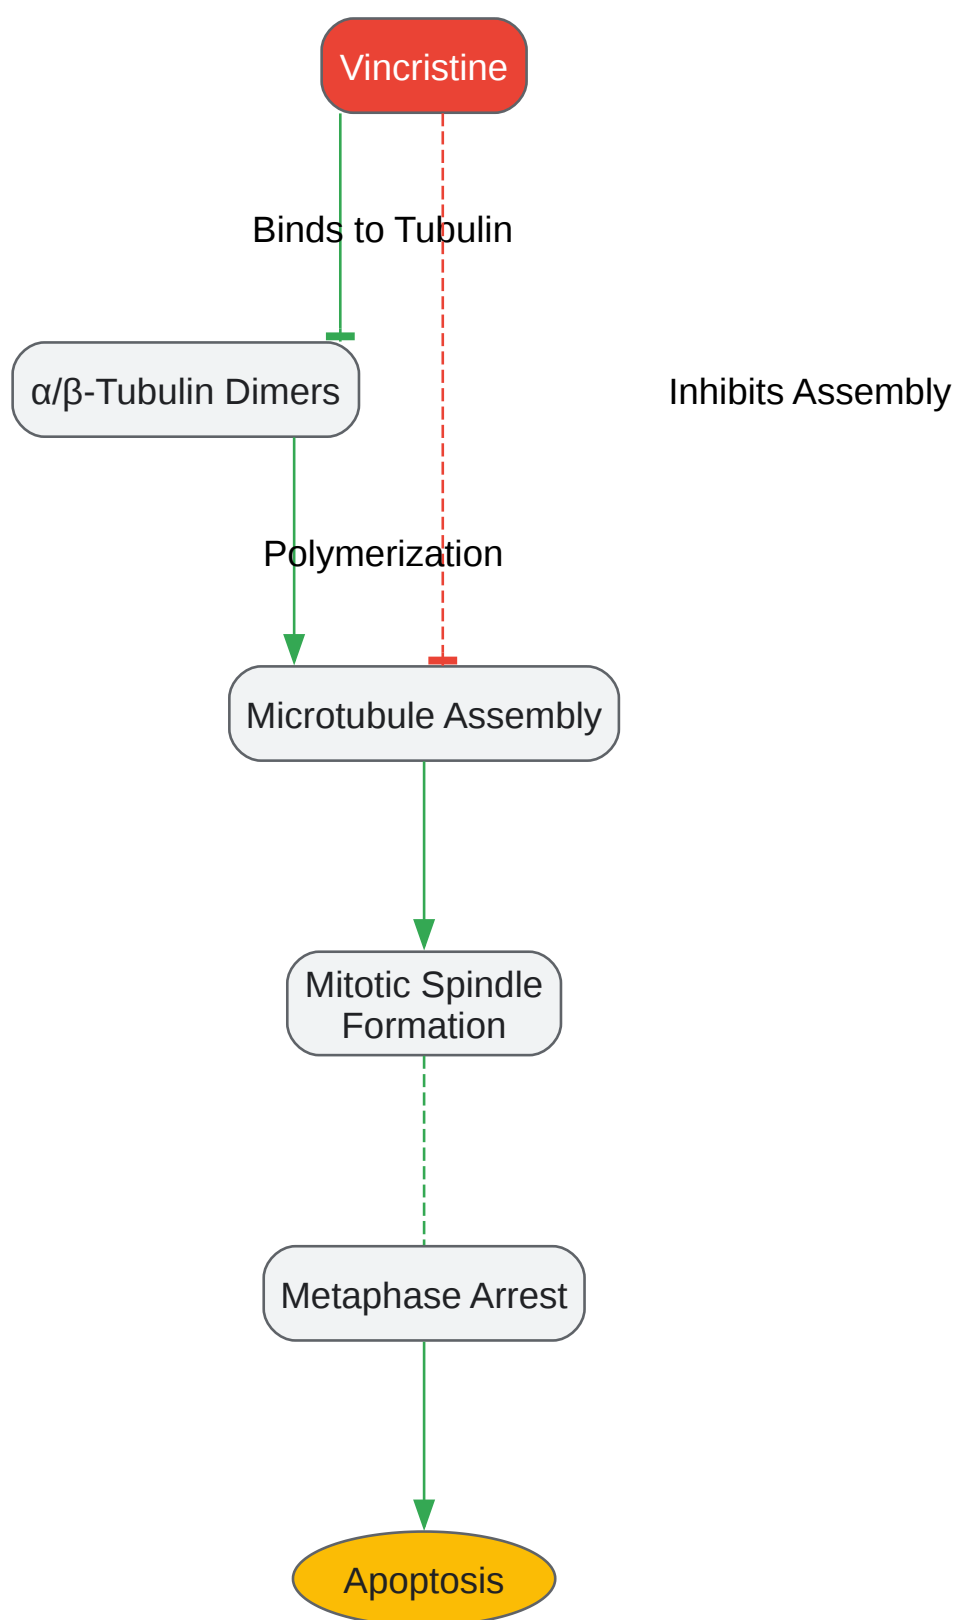 Vincristine
Binds to Tubulin
α/β-Tubulin Dimers
Inhibits Assembly
Polymerization
Microtubule Assembly
Mitotic Spindle
Formation
Metaphase Arrest
Apoptosis